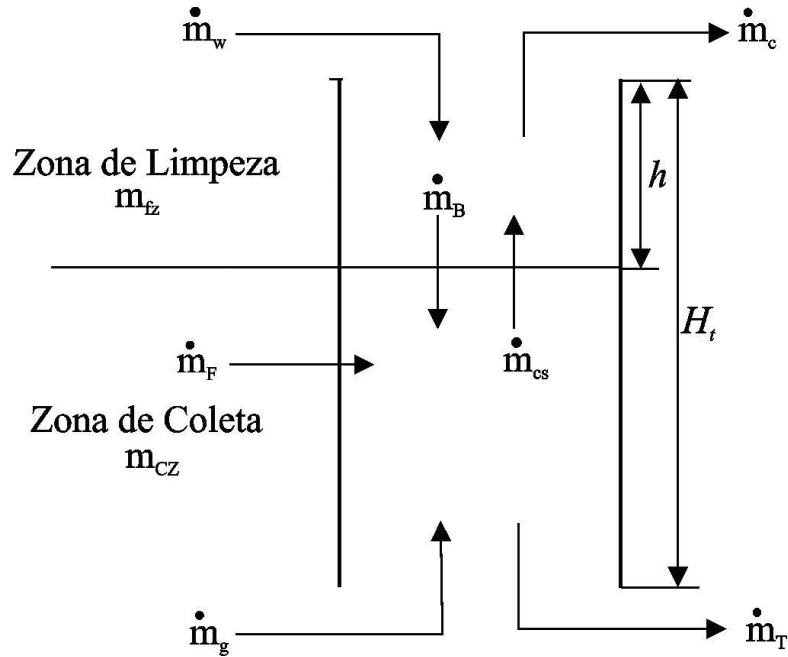 ṁw
ṁc
Zona de Limpeza
mfz
ṁB
h
Ht
ṁF
ṁcs
Zona de Coleta
mCZ
ṁg
ṁT